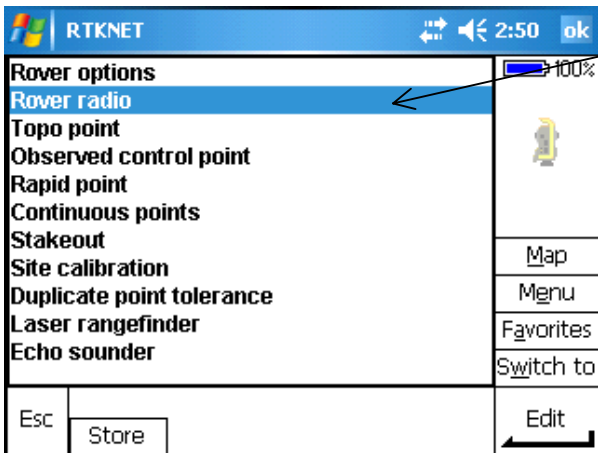 RTKNET 2:50 ok
Rover options
100%
Rover radio
Topo point
Observed control point
Rapid point
Continuous points
Stakeout
Site calibration
Duplicate point tolerance
Laser rangefinder
Echo sounder
Map
Menu
Favorites
Switch to
Esc
Store
Edit